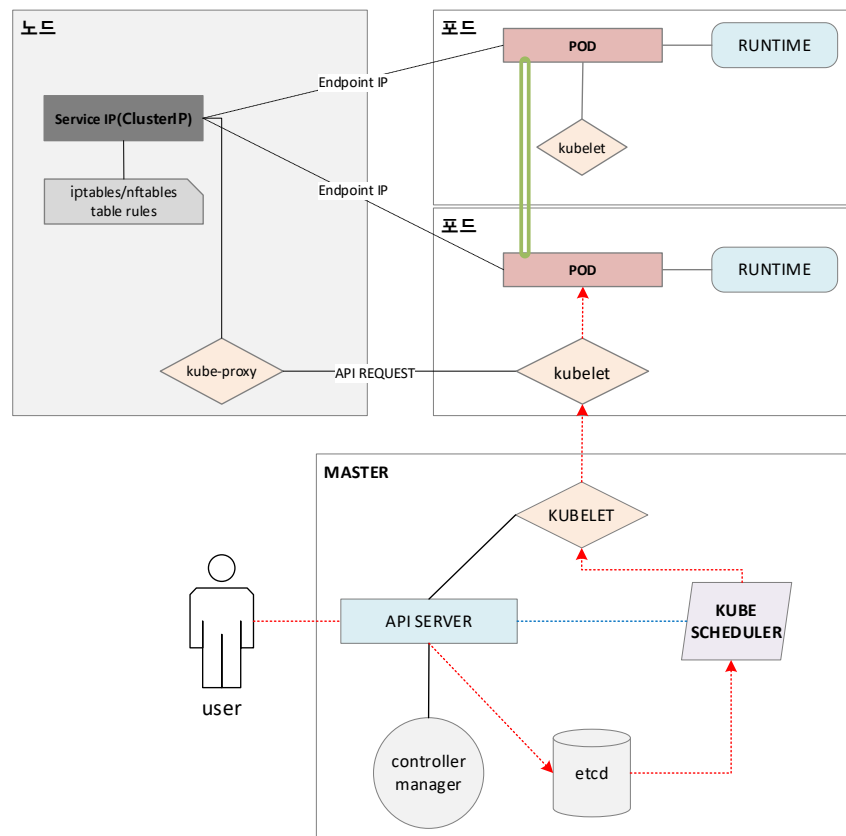 노드
Service IP(ClusterIP)
iptables/nftables
table rules
Endpoint IP
Endpoint IP
kube-proxy
API REQUEST
포드
POD
RUNTIME
kubelet
포드
POD
RUNTIME
kubelet
MASTER
KUBELET
API SERVER
KUBE
SCHEDULER
user
controller
manager
etcd